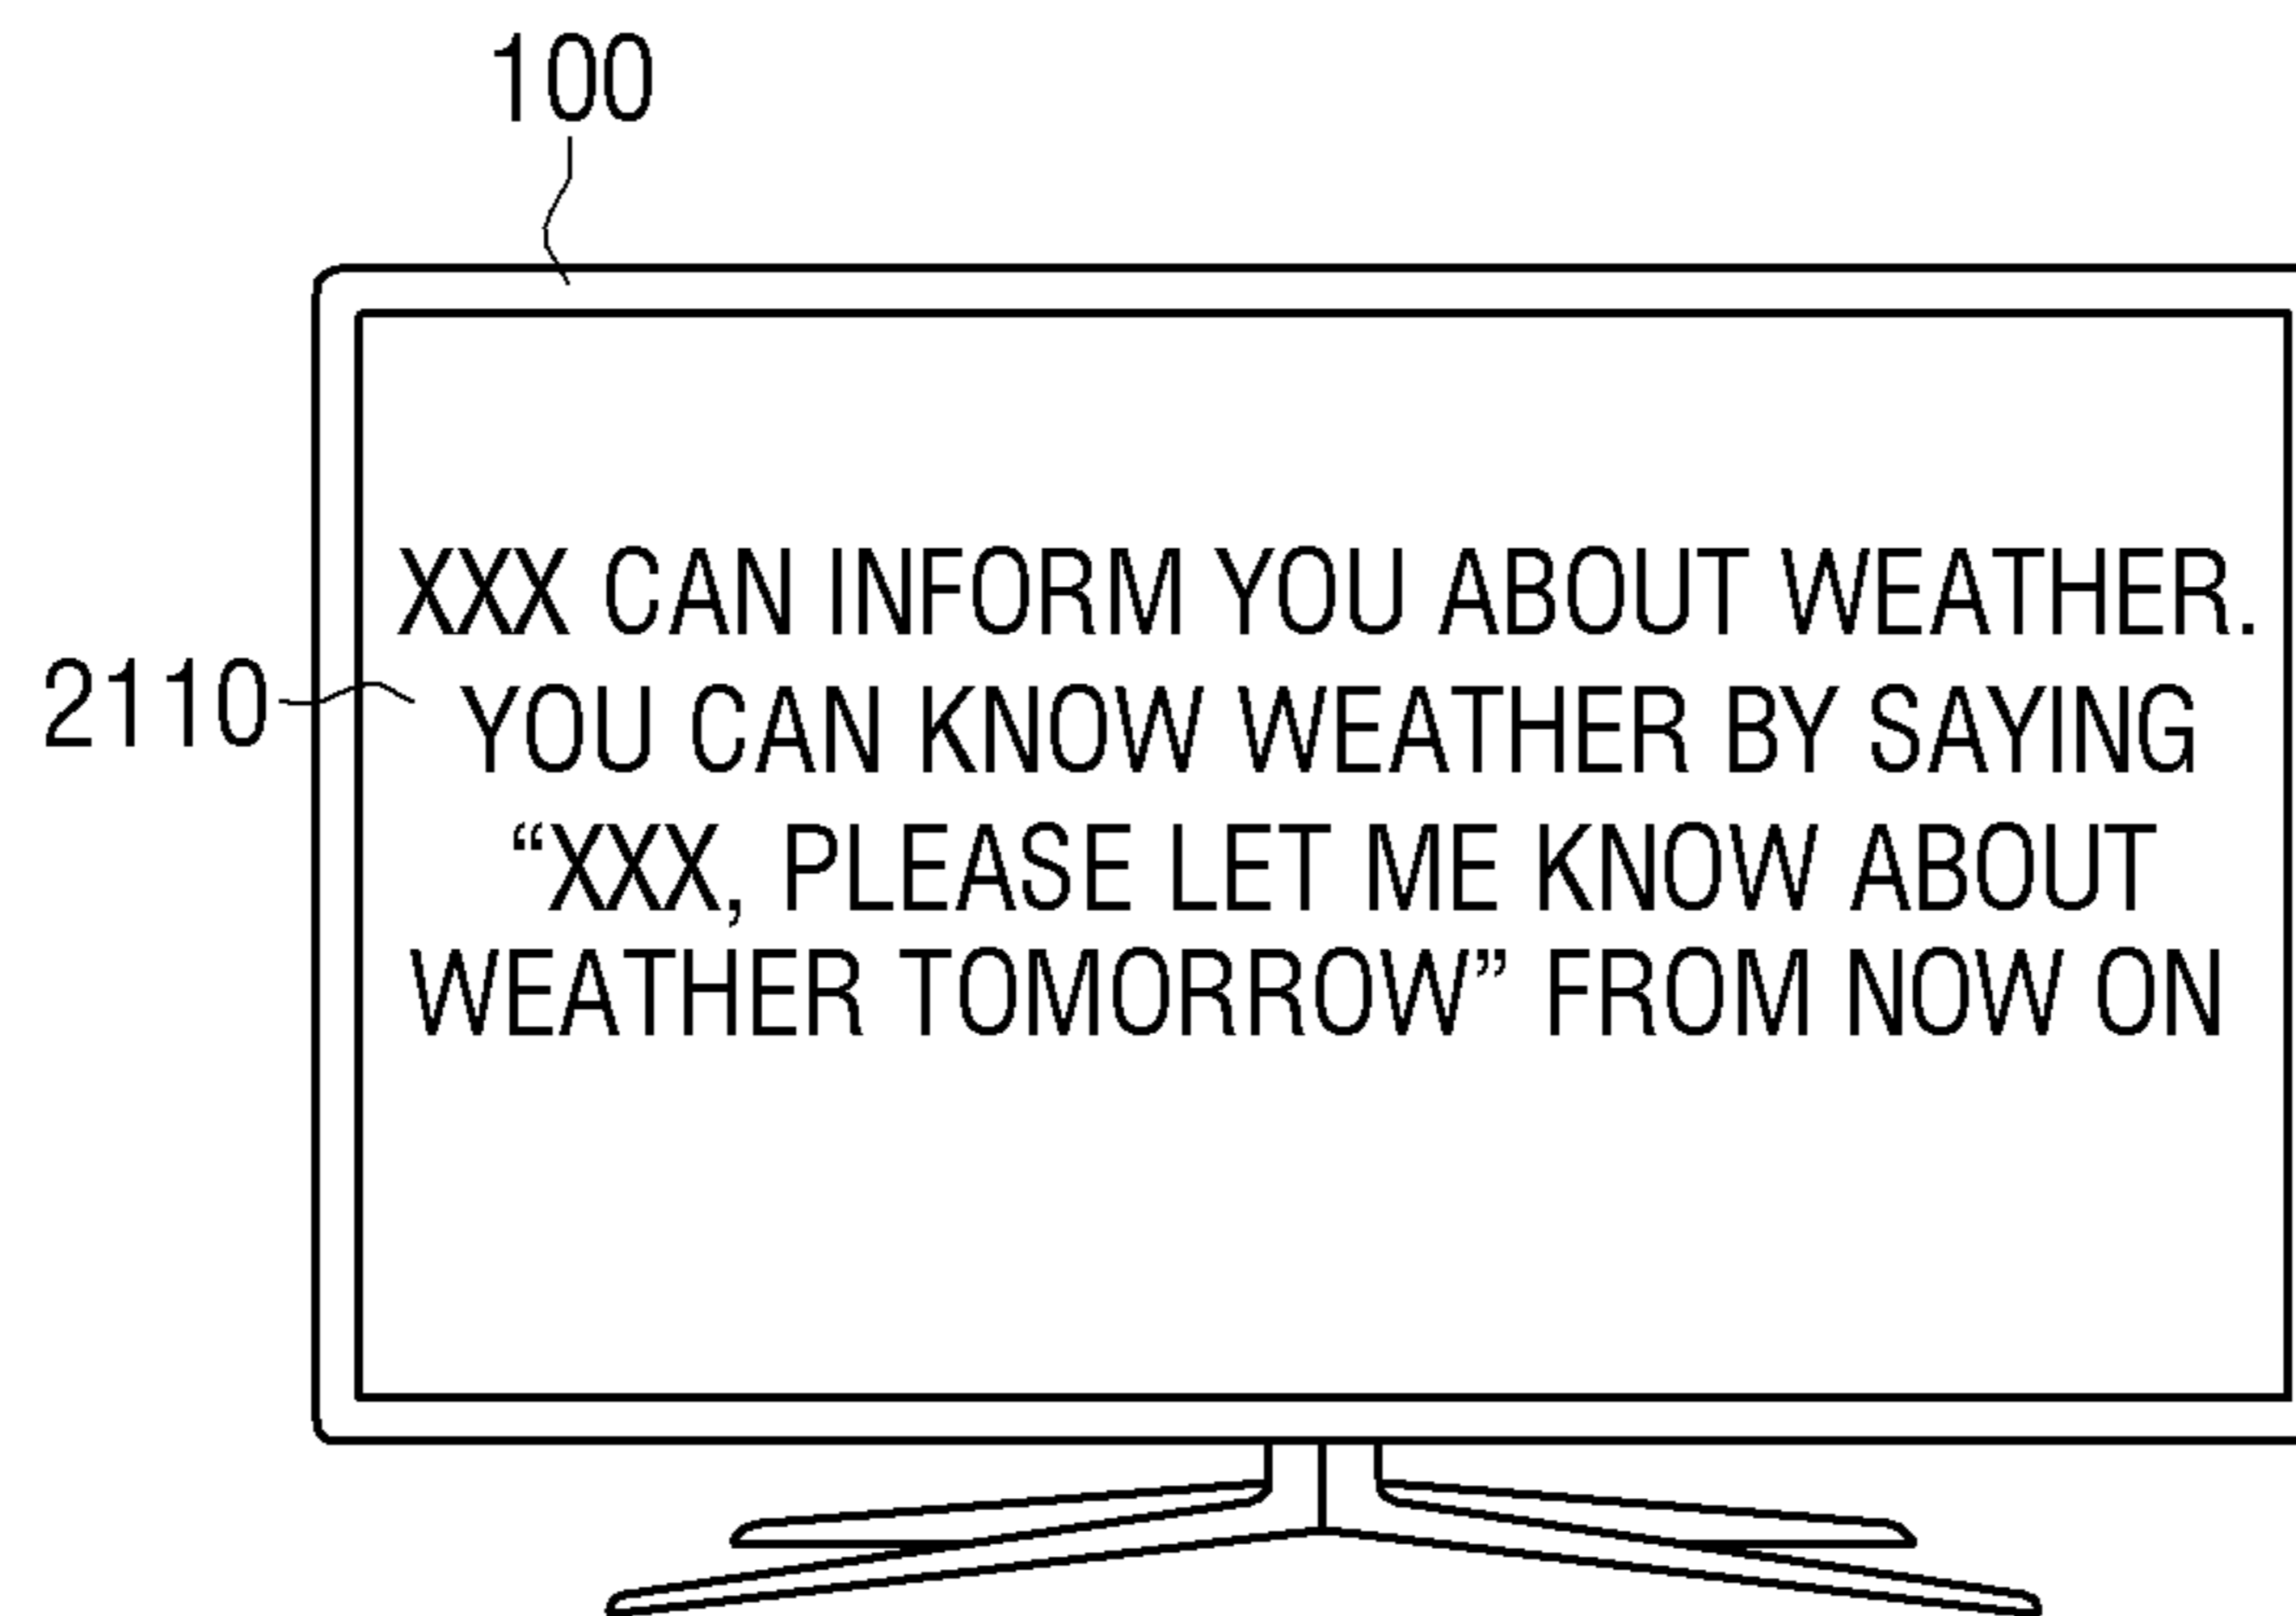 100
XXX CAN INFORM YOU ABOUT WEATHER.
2110
YOU CAN KNOW WEATHER BY SAYING
“XXX, PLEASE LET ME KNOW ABOUT
WEATHER TOMORROW” FROM NOW ON